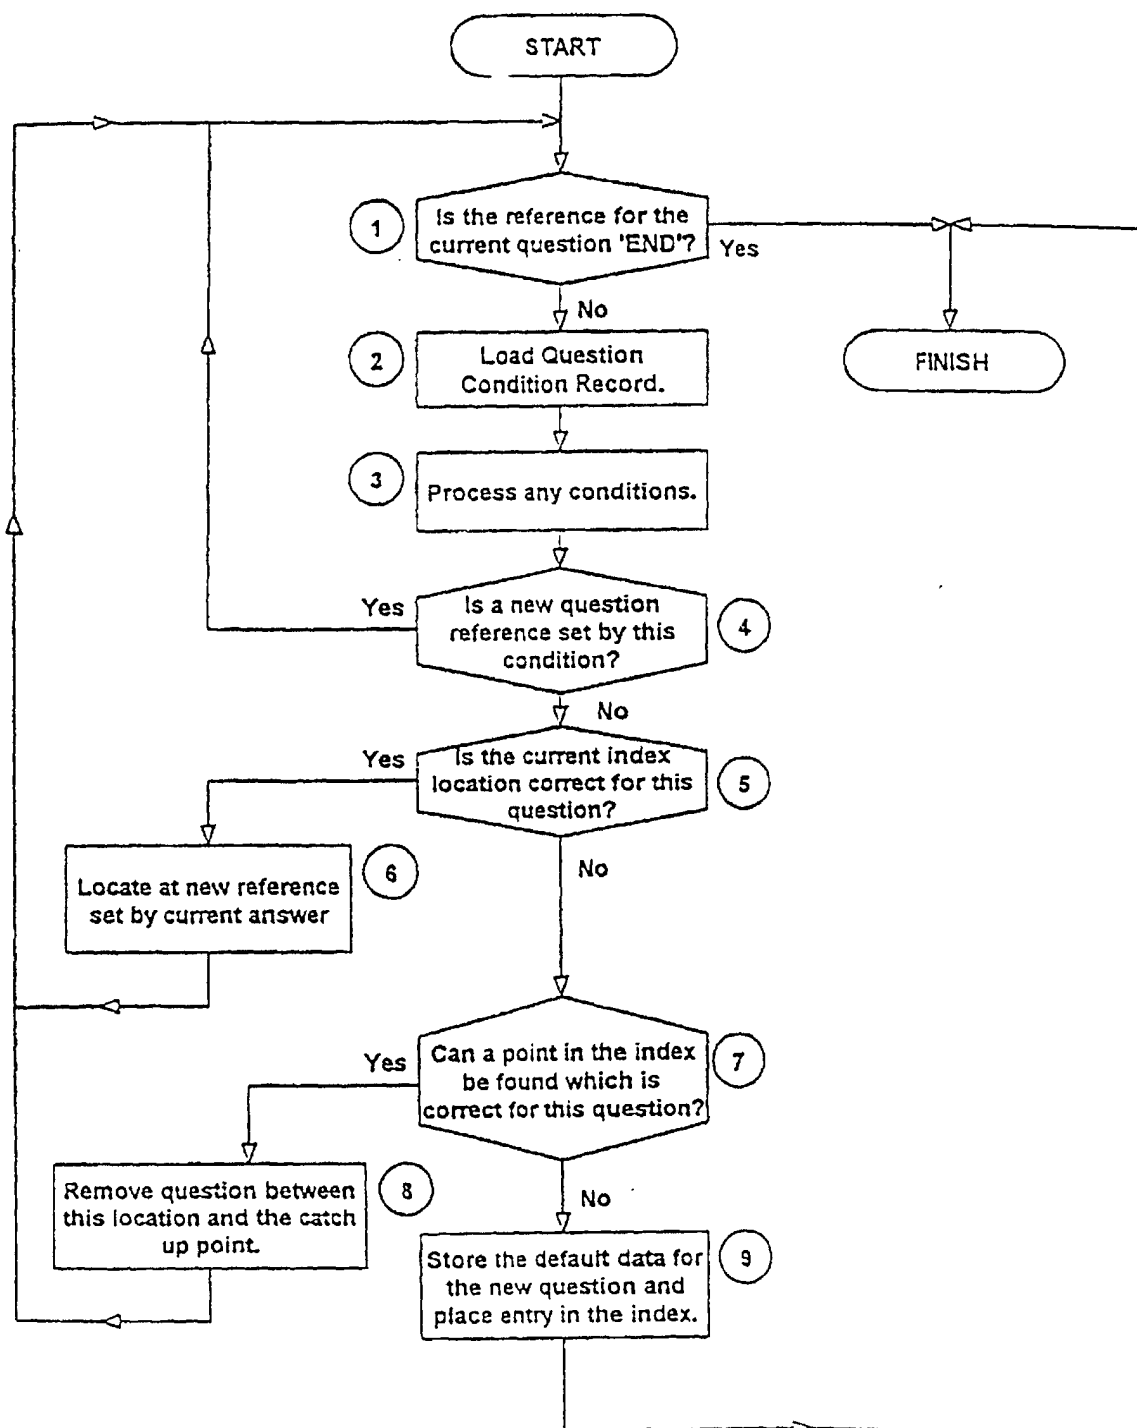 START
1
Is the reference for the
current question 'END'?
Yes
No
2
Load Question
Condition Record.
FINISH
3
Process any conditions.
Yes
Is a new question
reference set by this
condition?
4
No
Yes
Is the current index
location correct for this
question?
5
No
6
Locate at new reference
set by current answer
Yes
Can a point in the index
be found which is
correct for this question?
7
8
Remove question between
this location and the catch
up point.
No
9
Store the default data for
the new question and
place entry in the index.